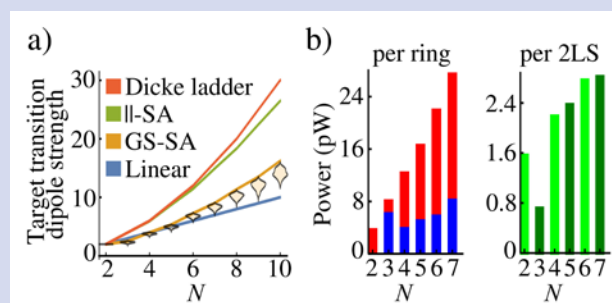 a)
Target transition
dipole strength
30
20
10
Dicke ladder
||-SA
GS-SA
Linear
2 4 6 8 10
N
b)
per ring
Power (pW)
24
16
8
0
2 3 4 5 6 7
N
per 2LS
2.4
1.6
0.8
0
2 3 4 5 6 7
N